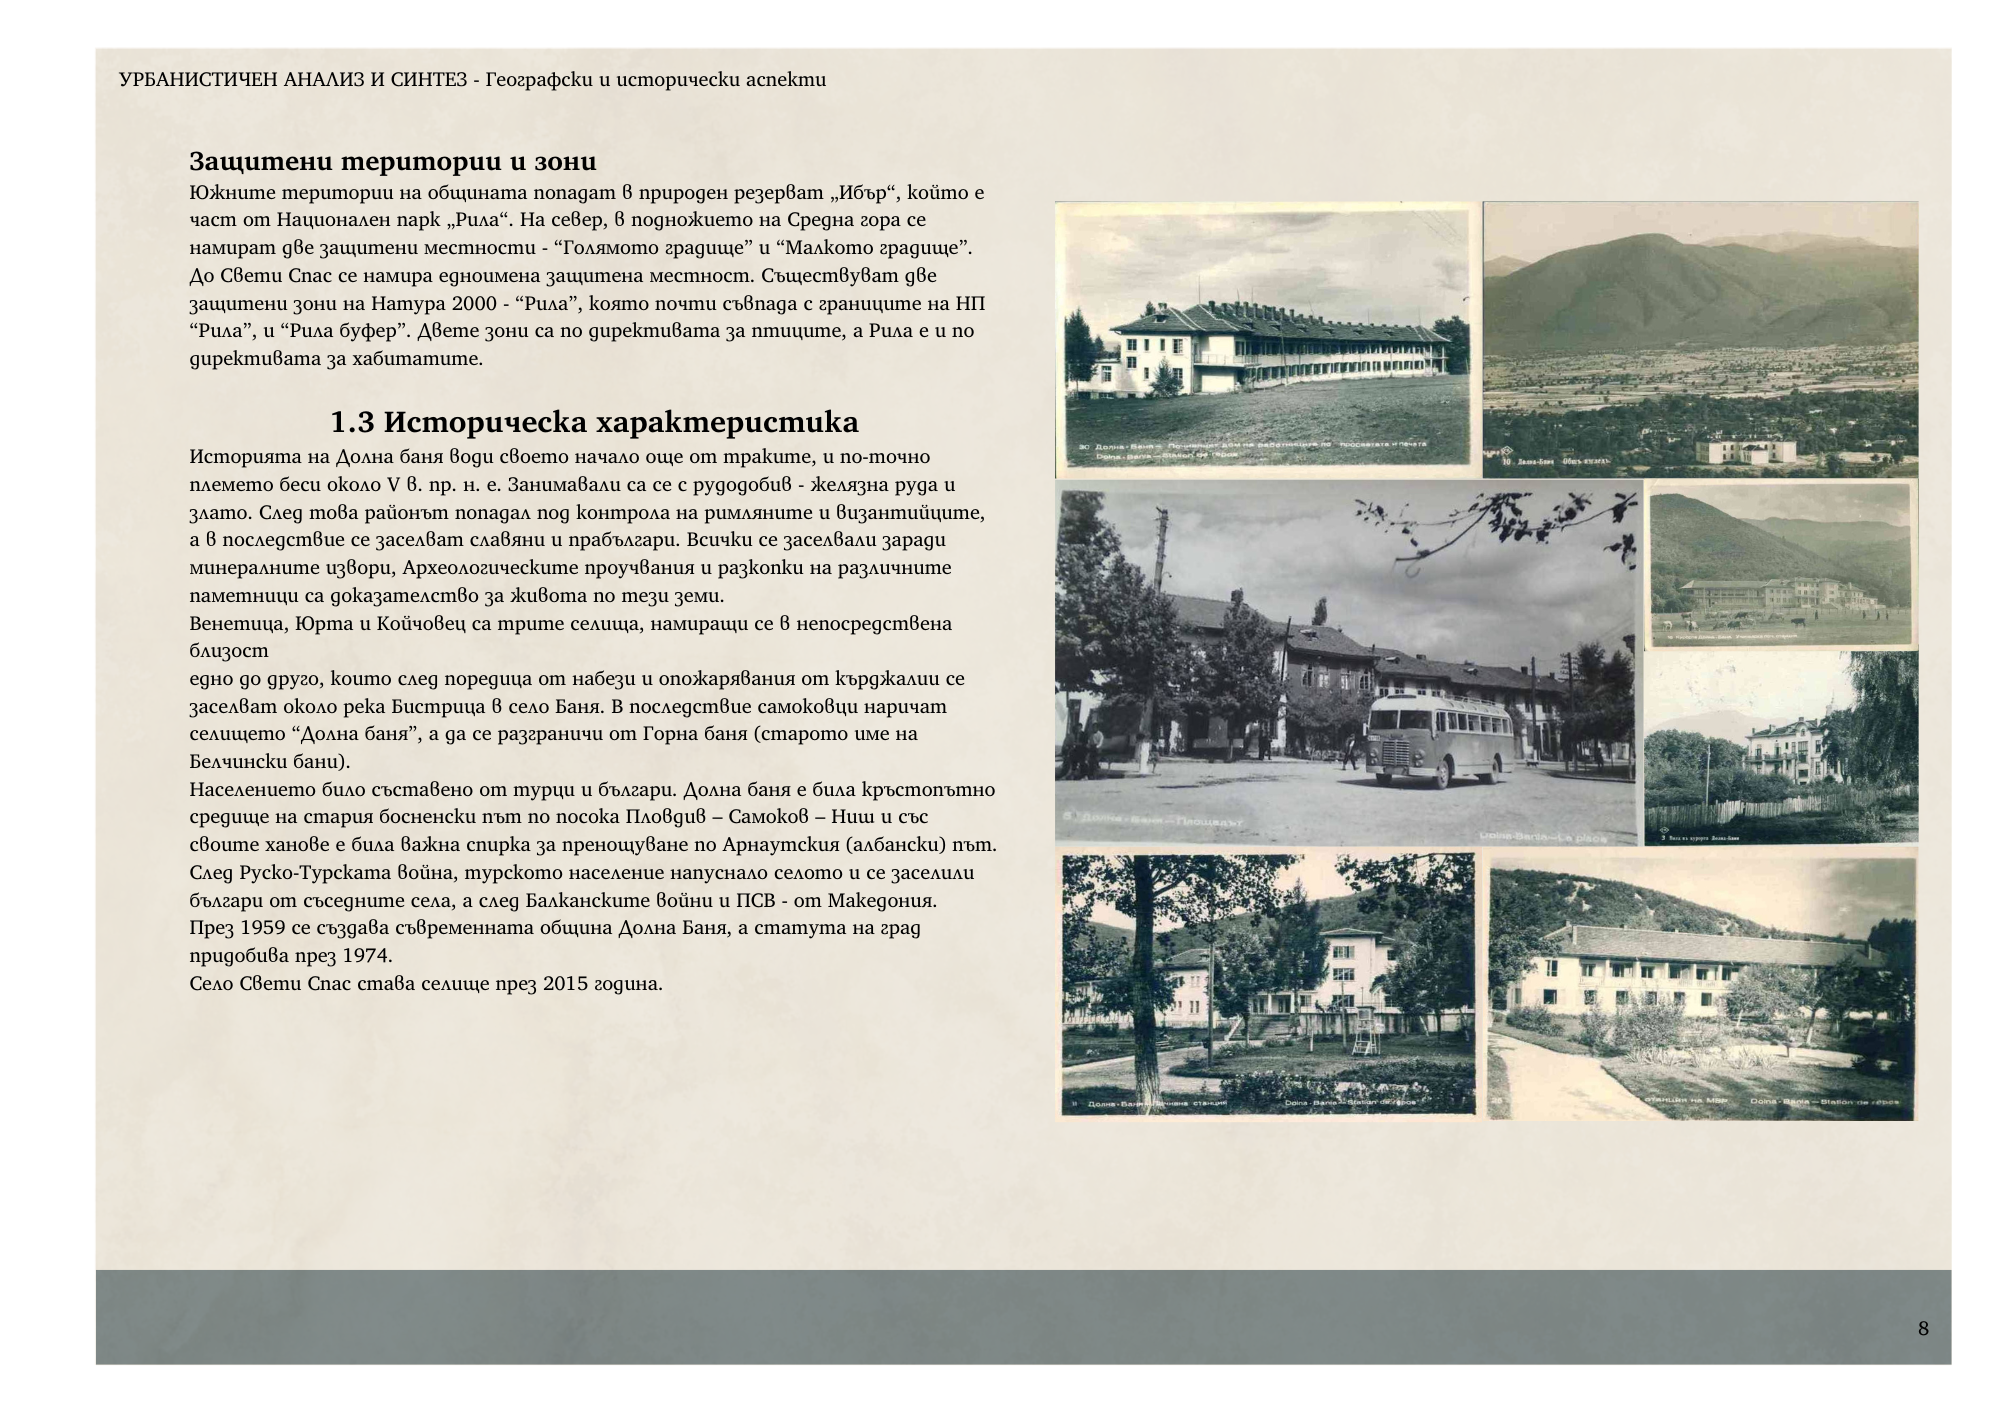 УРБАНИСТИЧЕН АНАЛИЗ И СИНТЕЗ - Географски и исторически аспекти
Защитени територии и зони
Южните територии на общината попадат в природен резерват „Ибър“, който е
част от Национален парк „Рила“. На север, в подножието на Средна гора се
намират две защитени местности - “Голямото градище” и “Малкото градище”.
До Свети Спас се намира едноимена защитена местност. Съществуват две
защитени зони на Натура 2000 - “Рила”, която почти съвпада с границите на НП
“Рила”, и “Рила буфер”. Двете зони са по директивата за птиците, а Рила е и по
директивата за хабитатите.
1.3 Историческа характеристика
Историята на Долна баня води своето начало още от траките, и по-точно
племето беси около V в. пр. н. е. Занимавали са се с рудодобив - желязна руда и
злато. След това районът попадал под контрола на римляните и византийците,
а в последствие се заселват славяни и прабългари. Всички се заселвали заради
минералните извори, Археологическите проучвания и разкопки на различните
паметници са доказателство за живота по тези земи.
Венетица, Юрта и Койчовец са трите селища, намиращи се в непосредствена
близост
едно до друго, които след поредица от набези и опожарявания от кърджалии се
заселват около река Бистрица в село Баня. В последствие самоковци наричат
селището “Долна баня”, а да се разграничи от Горна баня (старото име на
Белчински бани).
Населението било съставено от турци и българи. Долна баня е била кръстопътно
средище на стария босненски път по посока Пловдив – Самоков – Ниш и със
своите ханове е била важна спирка за пренощуване по Арнаутския (албански) път.
След Руско-Турската война, турското население напуснало селото и се заселили
българи от съседните села, а след Балканските войни и ПСВ - от Македония.
През 1959 се създава съвременната община Долна Баня, а статута на град
придобива през 1974.
Село Свети Спас става селище през 2015 година.
30 Долна-Баня — Почивният дом на работниците по просветата и печата
Dolna-Bania — Station de repos
10 Долна-Баня Общъ изгледъ
5 Долна-Баня — Площадът
Dolna-Bania — La place
3 Вила въ курорта Долна-Баня
11 Долна-Баня почивна станция Dolna-Bania — Station de repos
станции на МВР Dolna-Bania — Station de repos
8